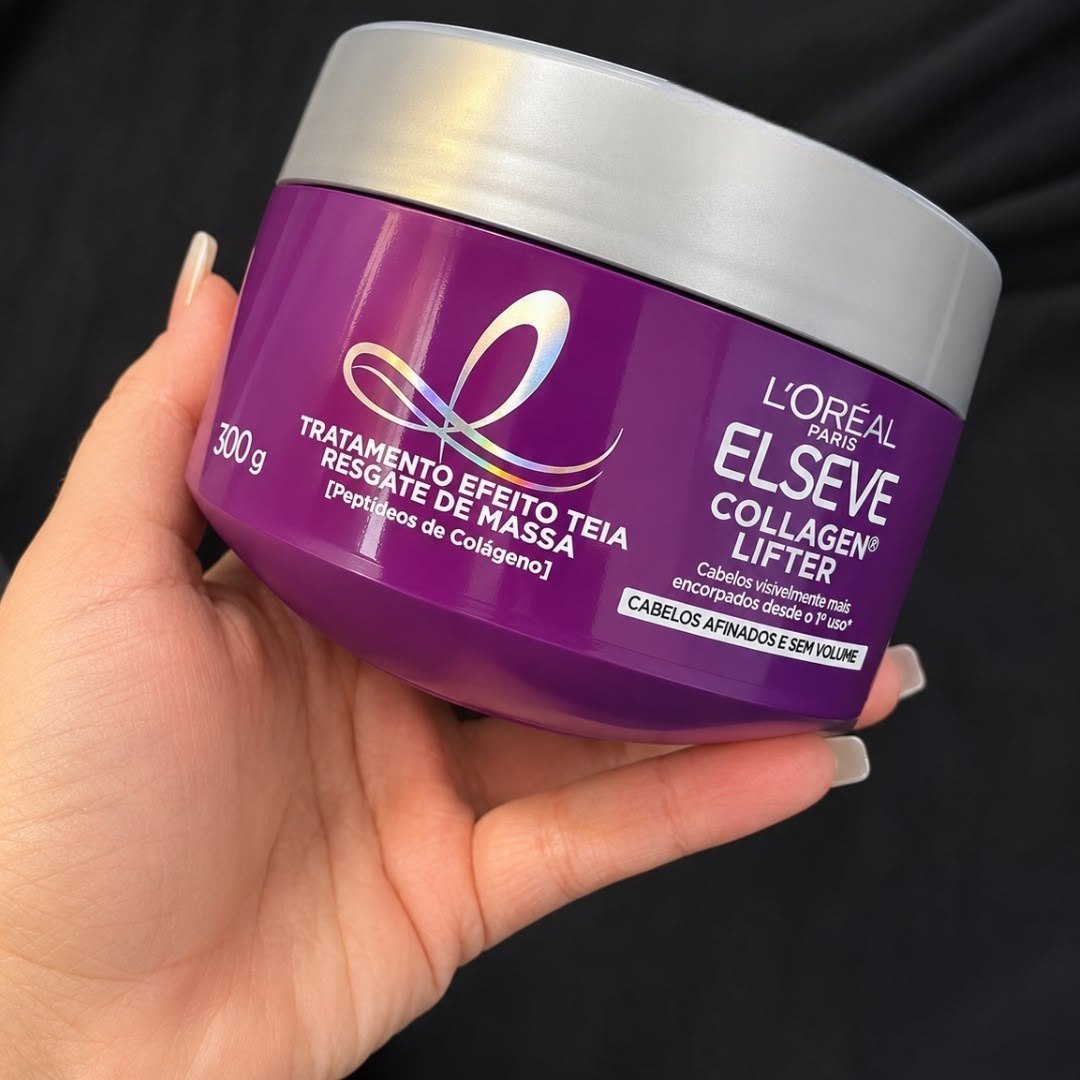 300 g
TRATAMENTO EFEITO TEIA
RESGATE DE MASSA
[Peptídeos de Colágeno]
L'ORÉAL
PARIS
ELSEVE
COLLAGEN®
LIFTER
Cabelos visivelmente mais
encorpados desde o 1º uso*
CABELOS AFINADOS E SEM VOLUME